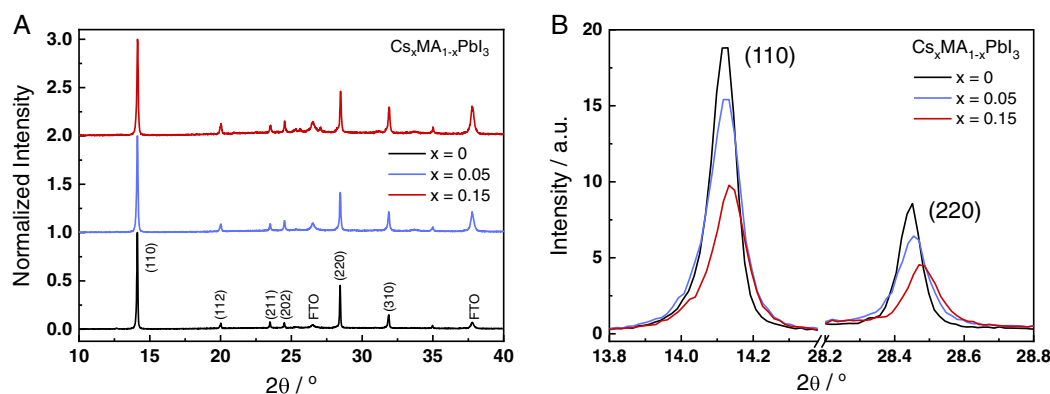 A
Normalized Intensity
3.0
2.5
2.0
1.5
1.0
0.5
0.0
CsₓMA₁₋ₓPbI₃
x = 0
x = 0.05
x = 0.15
(110)
(112)
(211)
(202)
FTO
(220)
(310)
FTO
10 15 20 25 30 35 40
2θ / °
B
Intensity / a.u.
20
15
10
5
0
(110)
CsₓMA₁₋ₓPbI₃
x = 0
x = 0.05
x = 0.15
(220)
13.8 14.0 14.2 28.2 28.4 28.6 28.8
2θ / °